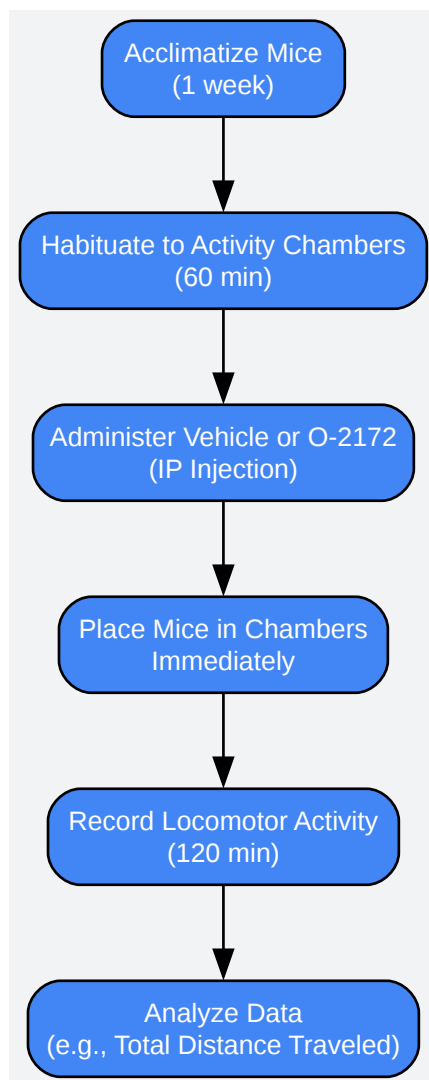 Acclimatize Mice
(1 week)
Habituate to Activity Chambers
(60 min)
Administer Vehicle or O-2172
(IP Injection)
Place Mice in Chambers
Immediately
Record Locomotor Activity
(120 min)
Analyze Data
(e.g., Total Distance Traveled)